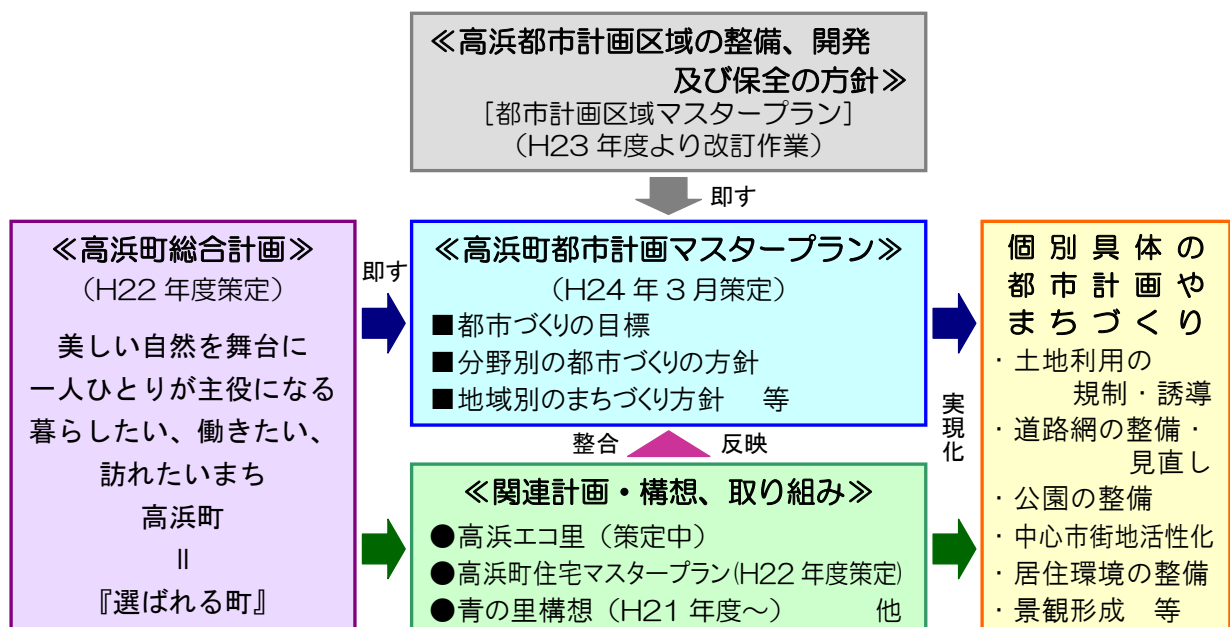 ≪高浜都市計画区域の整備、開発
及び保全の方針≫
［都市計画区域マスタープラン］
（H23 年度より改訂作業）
即す
≪高浜町総合計画≫
（H22 年度策定）
美しい自然を舞台に
一人ひとりが主役になる
暮らしたい、働きたい、
訪れたいまち
高浜町
॥
『選ばれる町』
即す
≪高浜町都市計画マスタープラン≫
（H24 年 3 月策定）
■都市づくりの目標
■分野別の都市づくりの方針
■地域別のまちづくり方針　等
整合　反映
≪関連計画・構想、取り組み≫
●高浜エコ里（策定中）
●高浜町住宅マスタープラン(H22 年度策定)
●青の里構想（H21 年度～）　他
実現化
個別具体の
都市計画や
まちづくり
・土地利用の
規制・誘導
・道路網の整備・
見直し
・公園の整備
・中心市街地活性化
・居住環境の整備
・景観形成　等